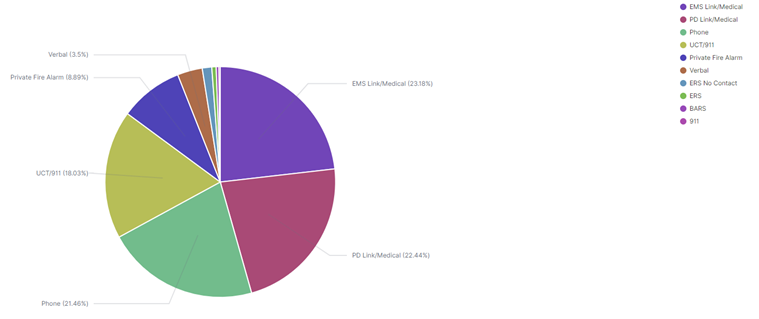 EMS Link/Medical
PD Link/Medical
Phone
UCT/911
Private Fire Alarm
Verbal
ERS No Contact
ERS
BARS
911
Verbal (3.5%)
Private Fire Alarm (8.89%)
EMS Link/Medical (23.18%)
UCT/911 (18.03%)
PD Link/Medical (22.44%)
Phone (21.46%)